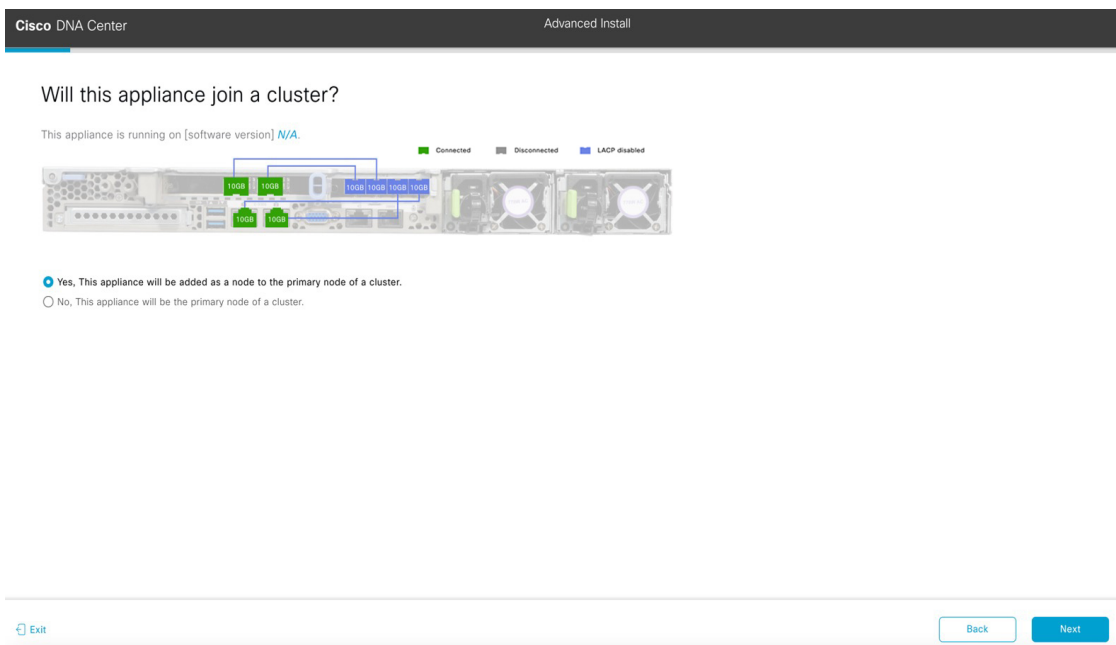 Cisco DNA Center
Advanced Install
Will this appliance join a cluster?
This appliance is running on [software version] N/A.
Connected Disconnected LACP disabled
10GB 10GB 10GB 10GB 10GB 10GB
10GB 10GB
Yes, This appliance will be added as a node to the primary node of a cluster.
No, This appliance will be the primary node of a cluster.
Exit
Back
Next